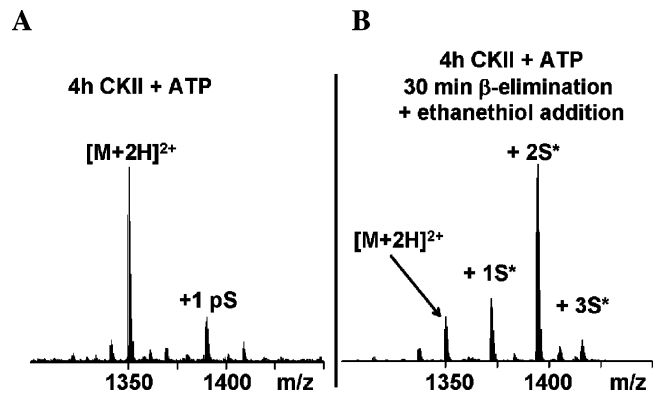 A
4h CKII + ATP
[M+2H]2+
+1 pS
1350
1400
m/z
B
4h CKII + ATP
30 min β-elimination
+ ethanethiol addition
+ 2S*
[M+2H]2+
+ 1S*
+ 3S*
1350
1400
m/z